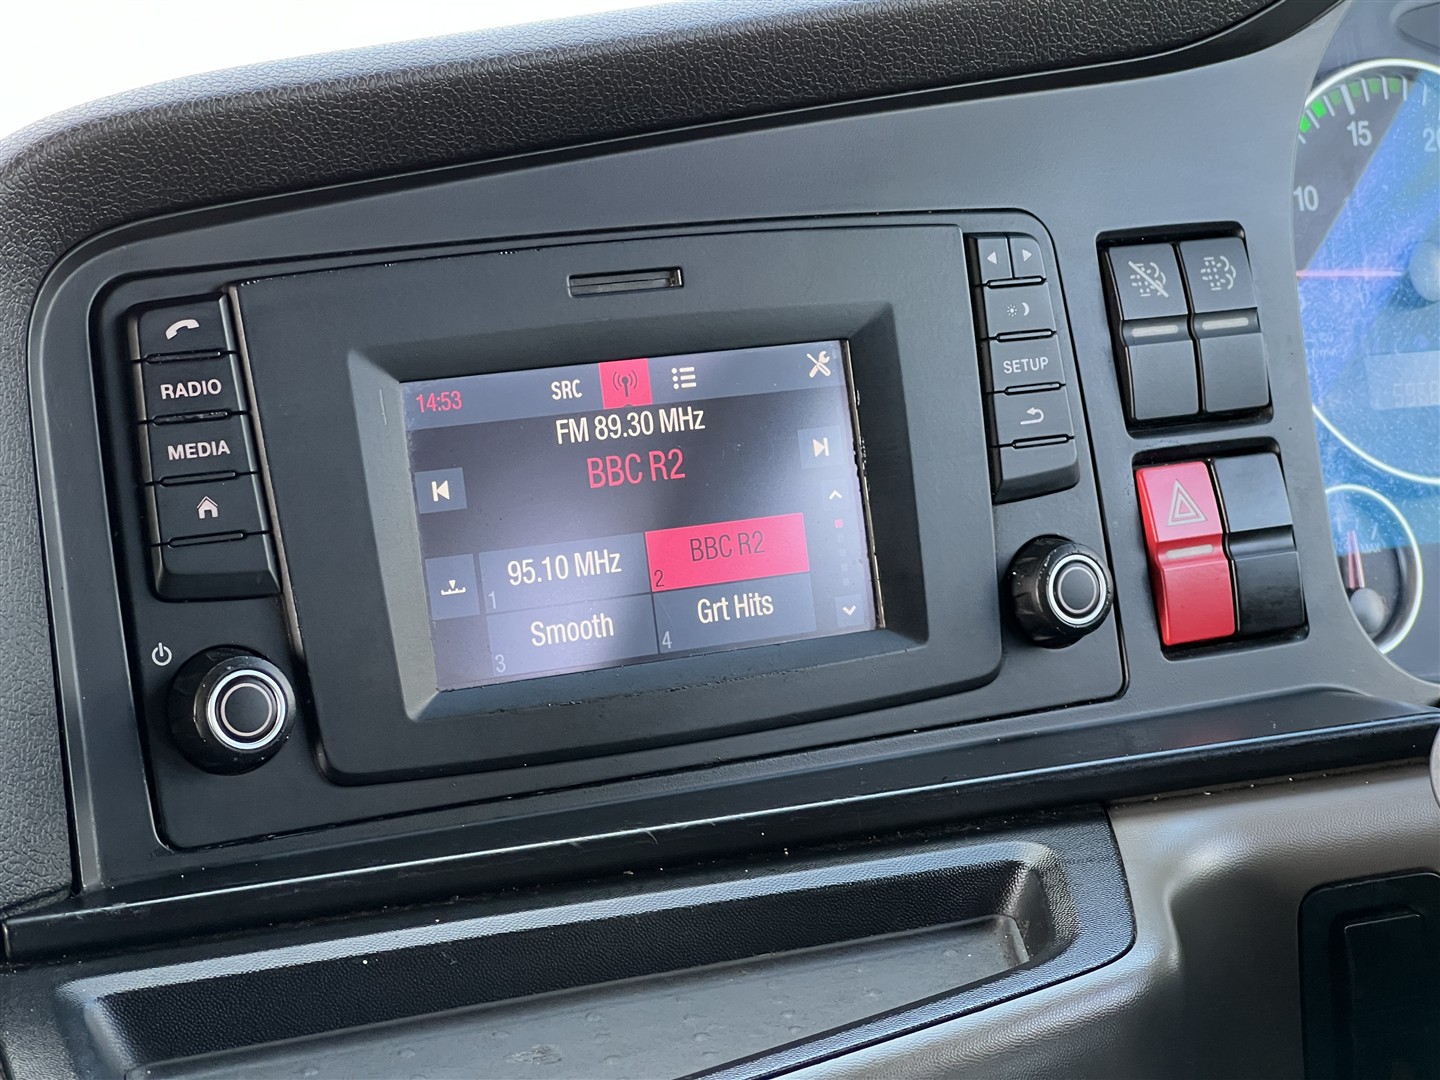 RADIO
MEDIA
14:53
SRC
FM 89.30 MHz
BBC R2
95.10 MHz
1
BBC R2
2
Smooth
3
Grt Hits
4
SETUP
10
15
20